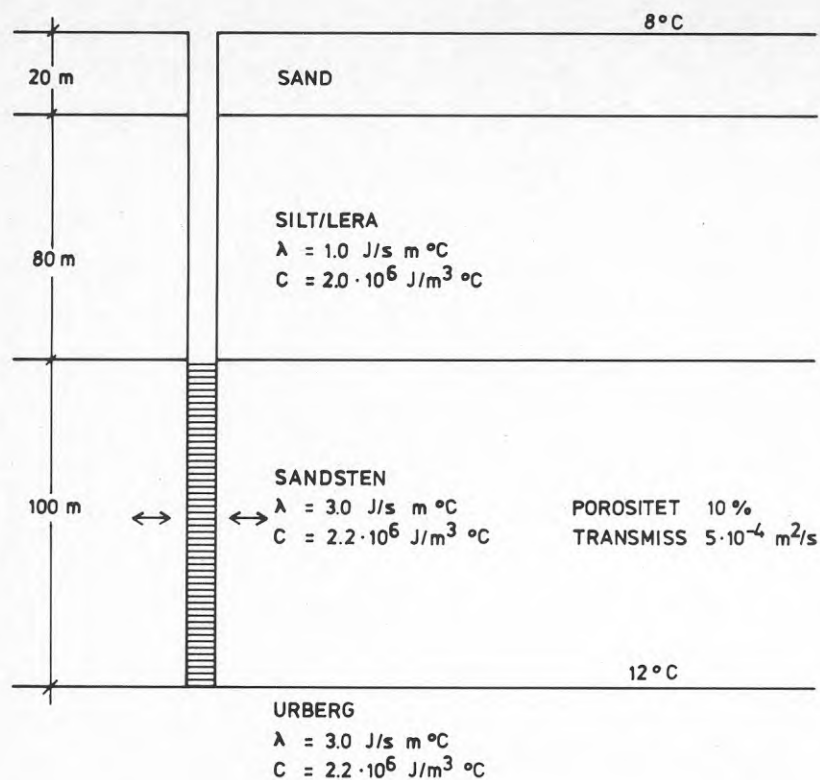 8°C
20 m
SAND
SILT/LERA
λ = 1.0 J/s m °C
C = 2.0 · 10⁶ J/m³ °C
80 m
SANDSTEN
λ = 3.0 J/s m °C
C = 2.2 · 10⁶ J/m³ °C
POROSITET 10 %
TRANSMISS 5·10⁻⁴ m²/s
100 m
12°C
URBERG
λ = 3.0 J/s m °C
C = 2.2 · 10⁶ J/m³ °C